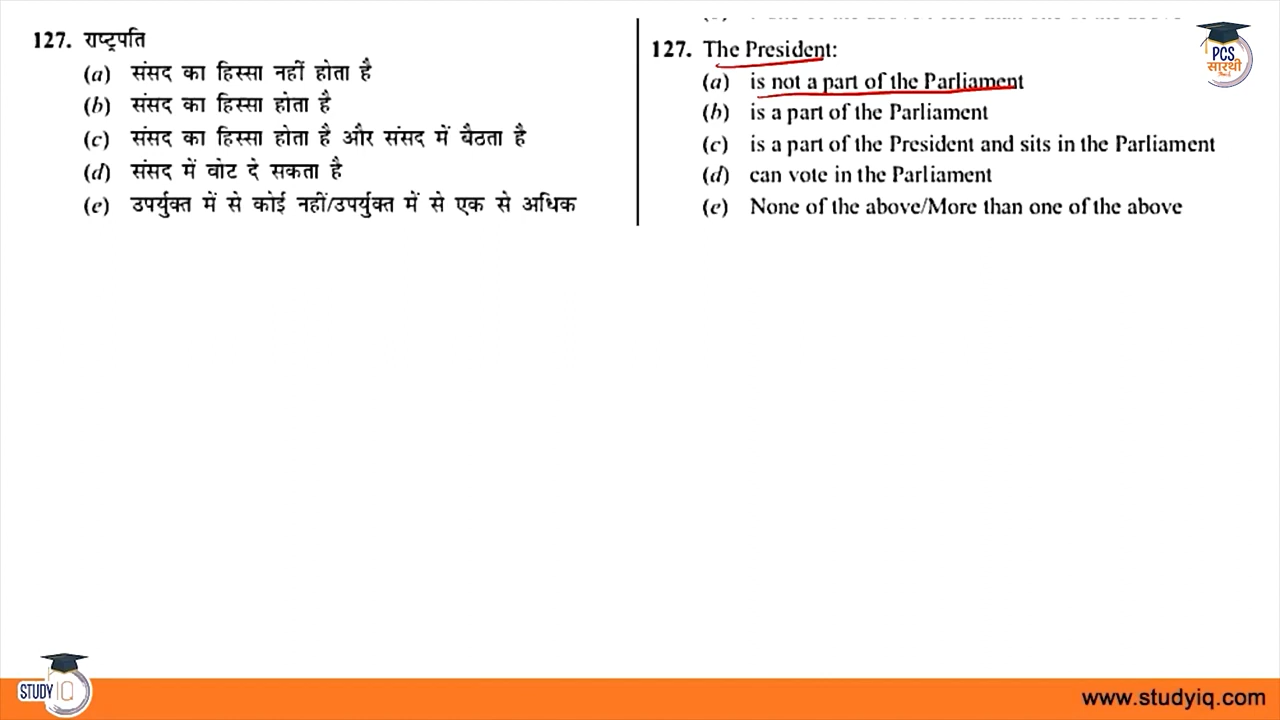 127. राष्ट्रपति
(a) संसद का हिस्सा नहीं होता है
(b) संसद का हिस्सा होता है
(c) संसद का हिस्सा होता है और संसद में बैठता है
(d) संसद में वोट दे सकता है
(e) उपर्युक्त में से कोई नहीं/उपर्युक्त में से एक से अधिक
127. The President:
(a) is not a part of the Parliament
(b) is a part of the Parliament
(c) is a part of the President and sits in the Parliament
(d) can vote in the Parliament
(e) None of the above/More than one of the above
PCS
सारथी
STUDY IQ
www.studyiq.com